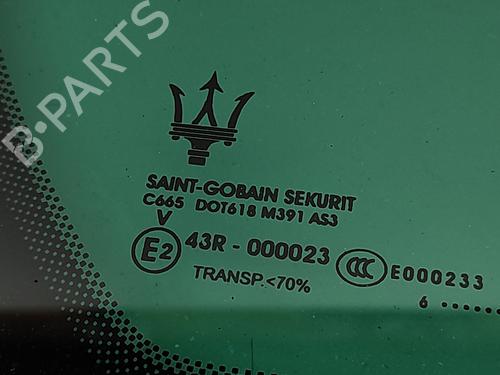 B-PARTS
SAINT-GOBAIN SEKURIT
C665 DOT618 M391 AS3
V
E2 43R - 000023 CCC E000233
TRANSP.<70%
6 ........